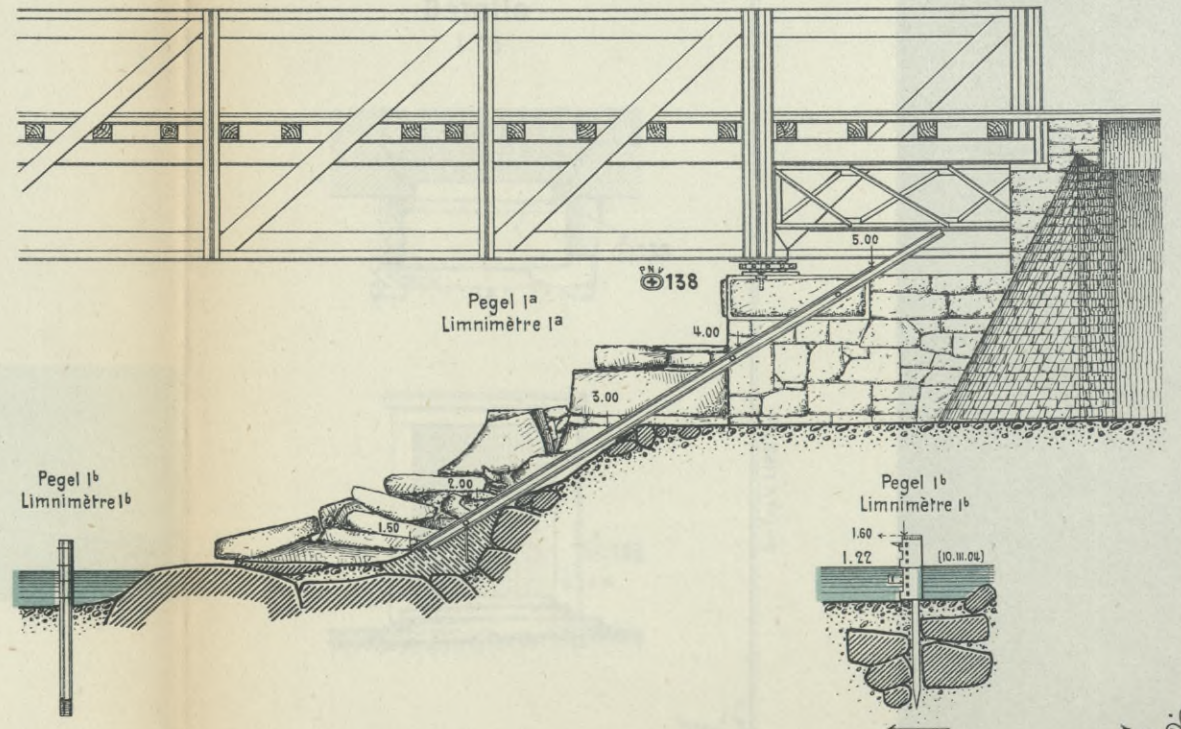 5.00
P.N.
138
Pegel Iª
Limnimètre Iª
4.00
3.00
2.00
1.50
Pegel Iᵇ
Limnimètre Iᵇ
Pegel Iᵇ
Limnimètre Iᵇ
1.60
1.22 (10.III.04)